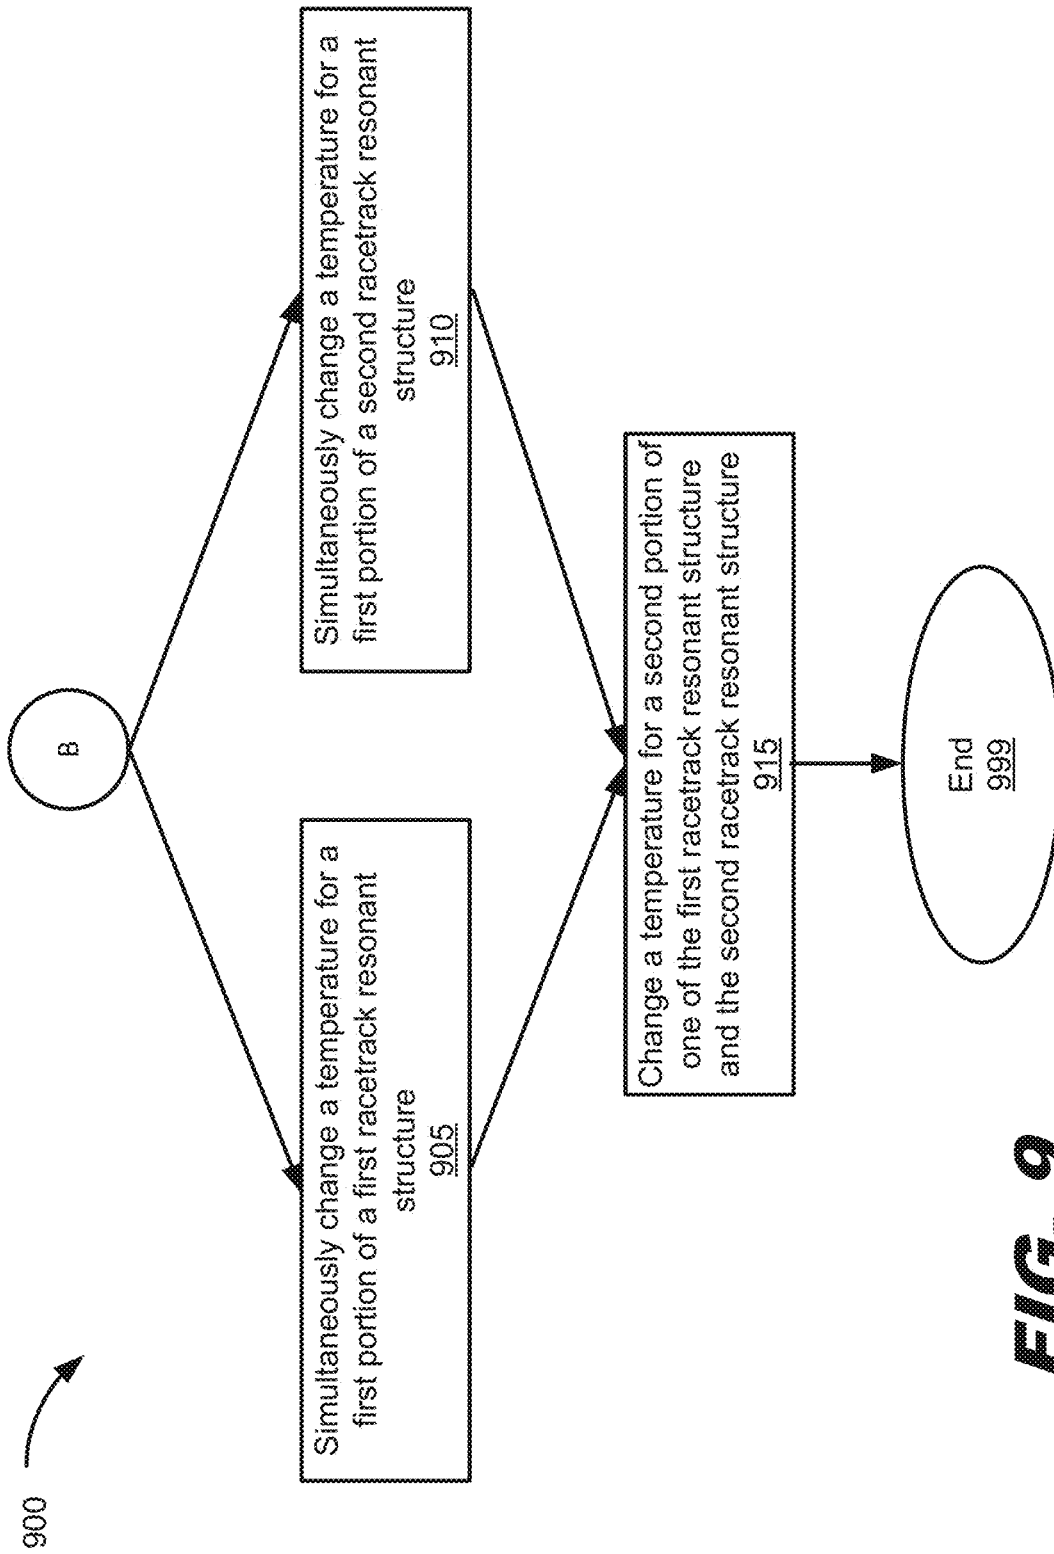 900
B
Simultaneously change a temperature for a
first portion of a first racetrack resonant
structure
905
Simultaneously change a temperature for a
first portion of a second racetrack resonant
structure
910
Change a temperature for a second portion of
one of the first racetrack resonant structure
and the second racetrack resonant structure
915
End
999
FIG. 9